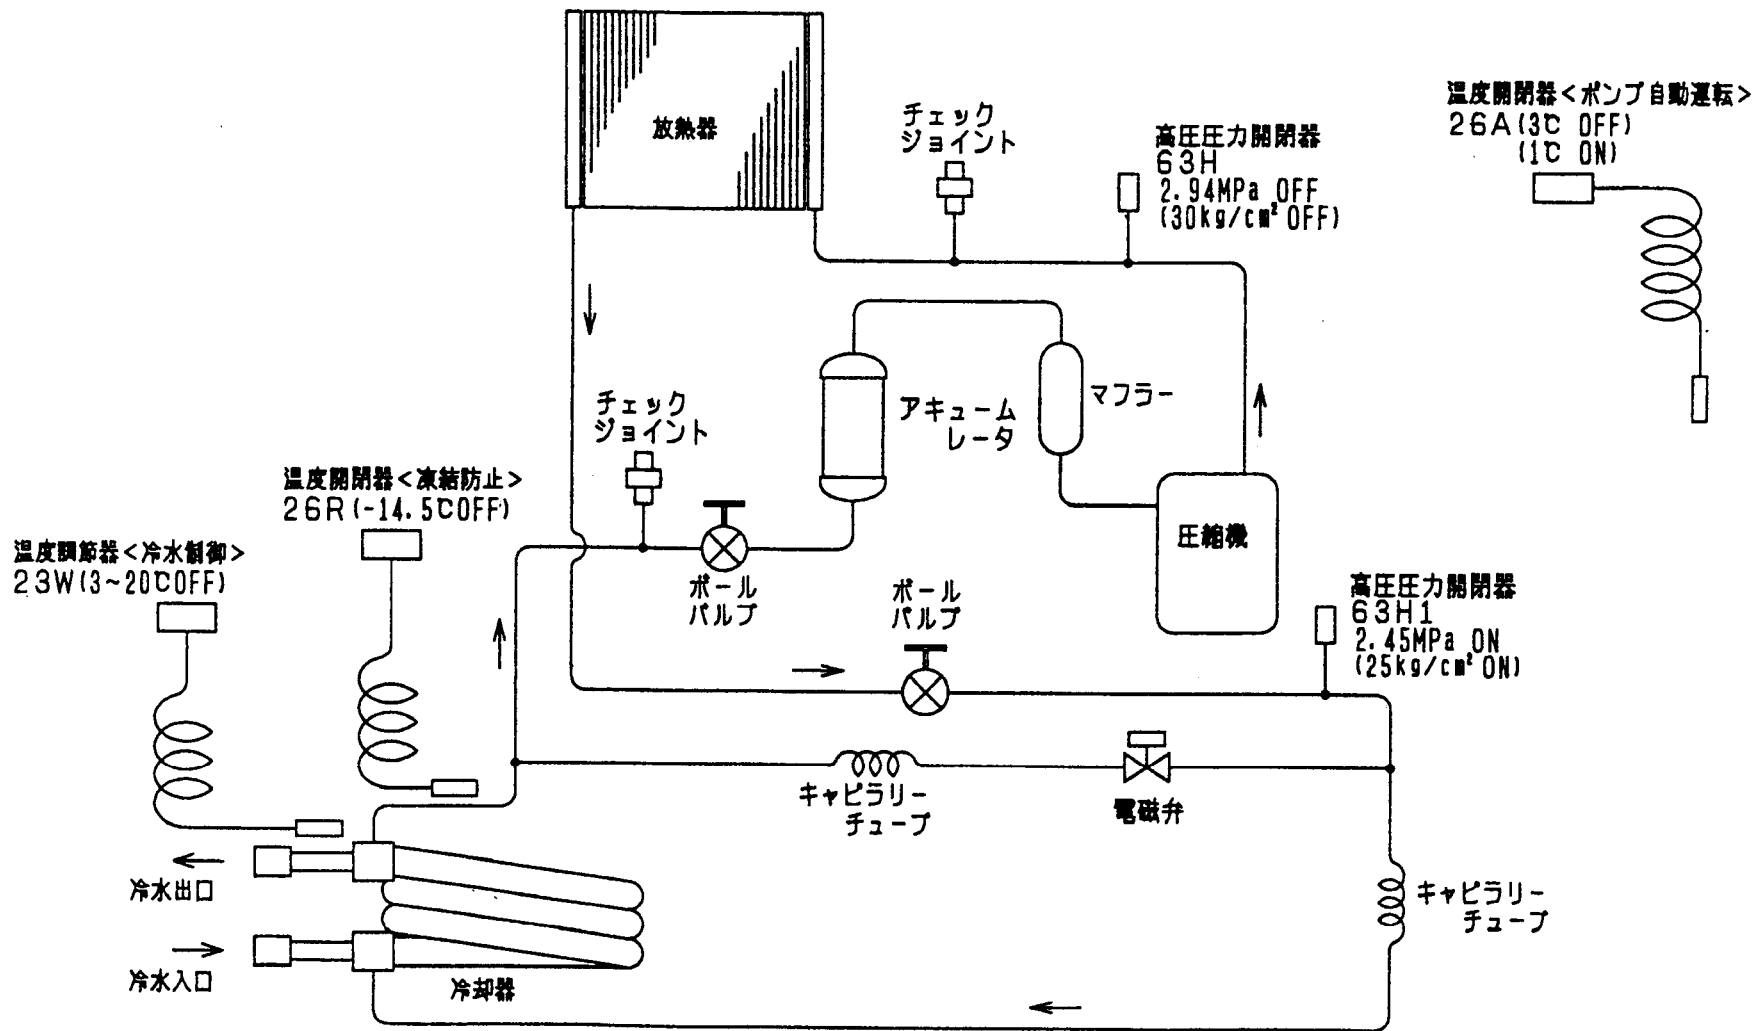 放熱器
チェック
ジョイント
高圧圧力開閉器
63H
2.94MPa OFF
(30kg/cm² OFF)
温度開閉器<ポンプ自動運転>
26A(3℃ OFF)
(1℃ ON)
チェック
ジョイント
アキューム
レータ
マフラー
温度開閉器<凍結防止>
26R(-14.5℃OFF)
圧縮機
温度調節器<冷水制御>
23W(3~20℃OFF)
ボール
バルブ
ボール
バルブ
高圧圧力開閉器
63H1
2.45MPa ON
(25kg/cm² ON)
キャピラリー
チューブ
電磁弁
冷水出口
キャピラリー
チューブ
冷水入口
冷却器